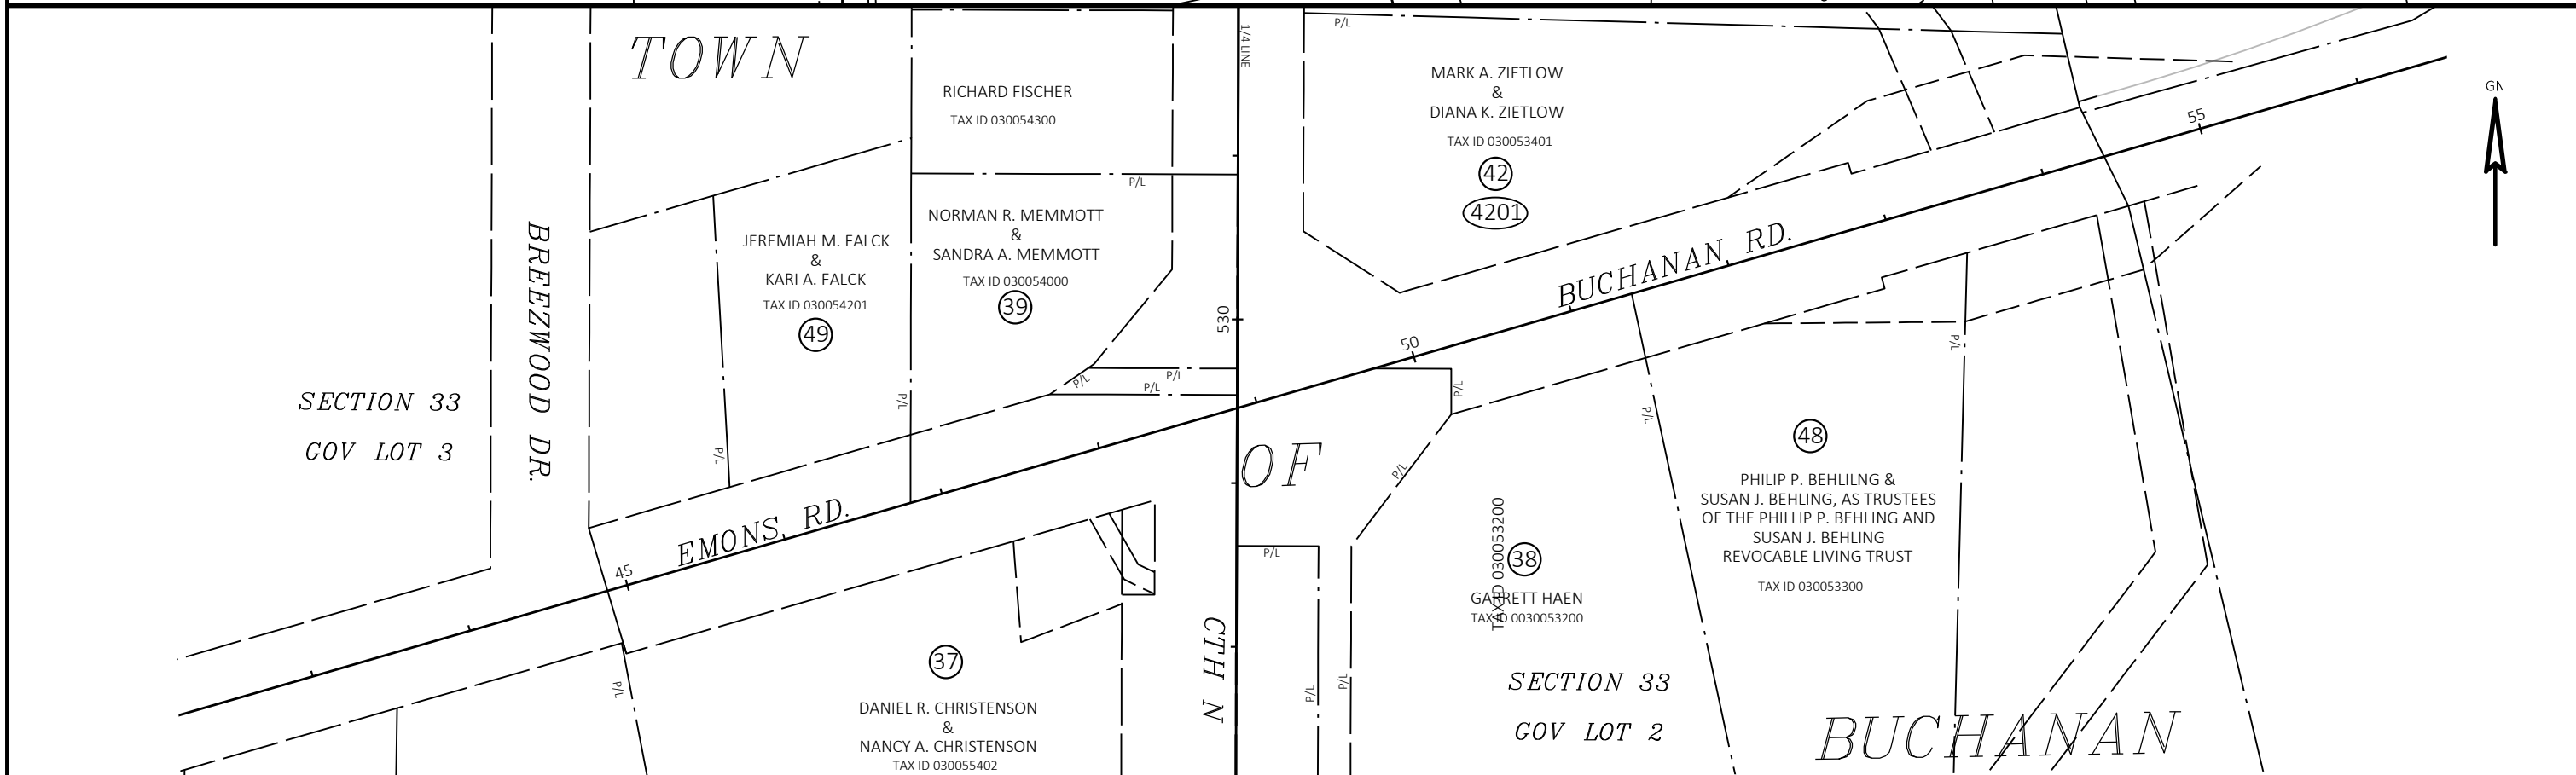 TOWN
1/4 LINE
P/L
GN
RICHARD FISCHER
TAX ID 030054300
MARK A. ZIETLOW
&
DIANA K. ZIETLOW
TAX ID 030053401
42
4201
55
P/L
BREEZWOOD DR.
JEREMIAH M. FALCK
&
KARI A. FALCK
TAX ID 030054201
49
NORMAN R. MEMMOTT
&
SANDRA A. MEMMOTT
TAX ID 030054000
39
BUCHANAN RD.
530
50
P/L
P/L
P/L
P/L
P/L
P/L
P/L
P/L
SECTION 33
GOV LOT 3
P/L
OF
P/L
48
PHILIP P. BEHLILNG &
SUSAN J. BEHLING, AS TRUSTEES
OF THE PHILLIP P. BEHLING AND
SUSAN J. BEHLING
REVOCABLE LIVING TRUST
TAX ID 030053300
EMONS RD.
45
P/L
TAX ID 030053200
38
GARRETT HAEN
TAX ID 0030053200
37
DANIEL R. CHRISTENSON
&
NANCY A. CHRISTENSON
TAX ID 030055402
P/L
CTH N
P/L
P/L
SECTION 33
GOV LOT 2
BUCHANAN